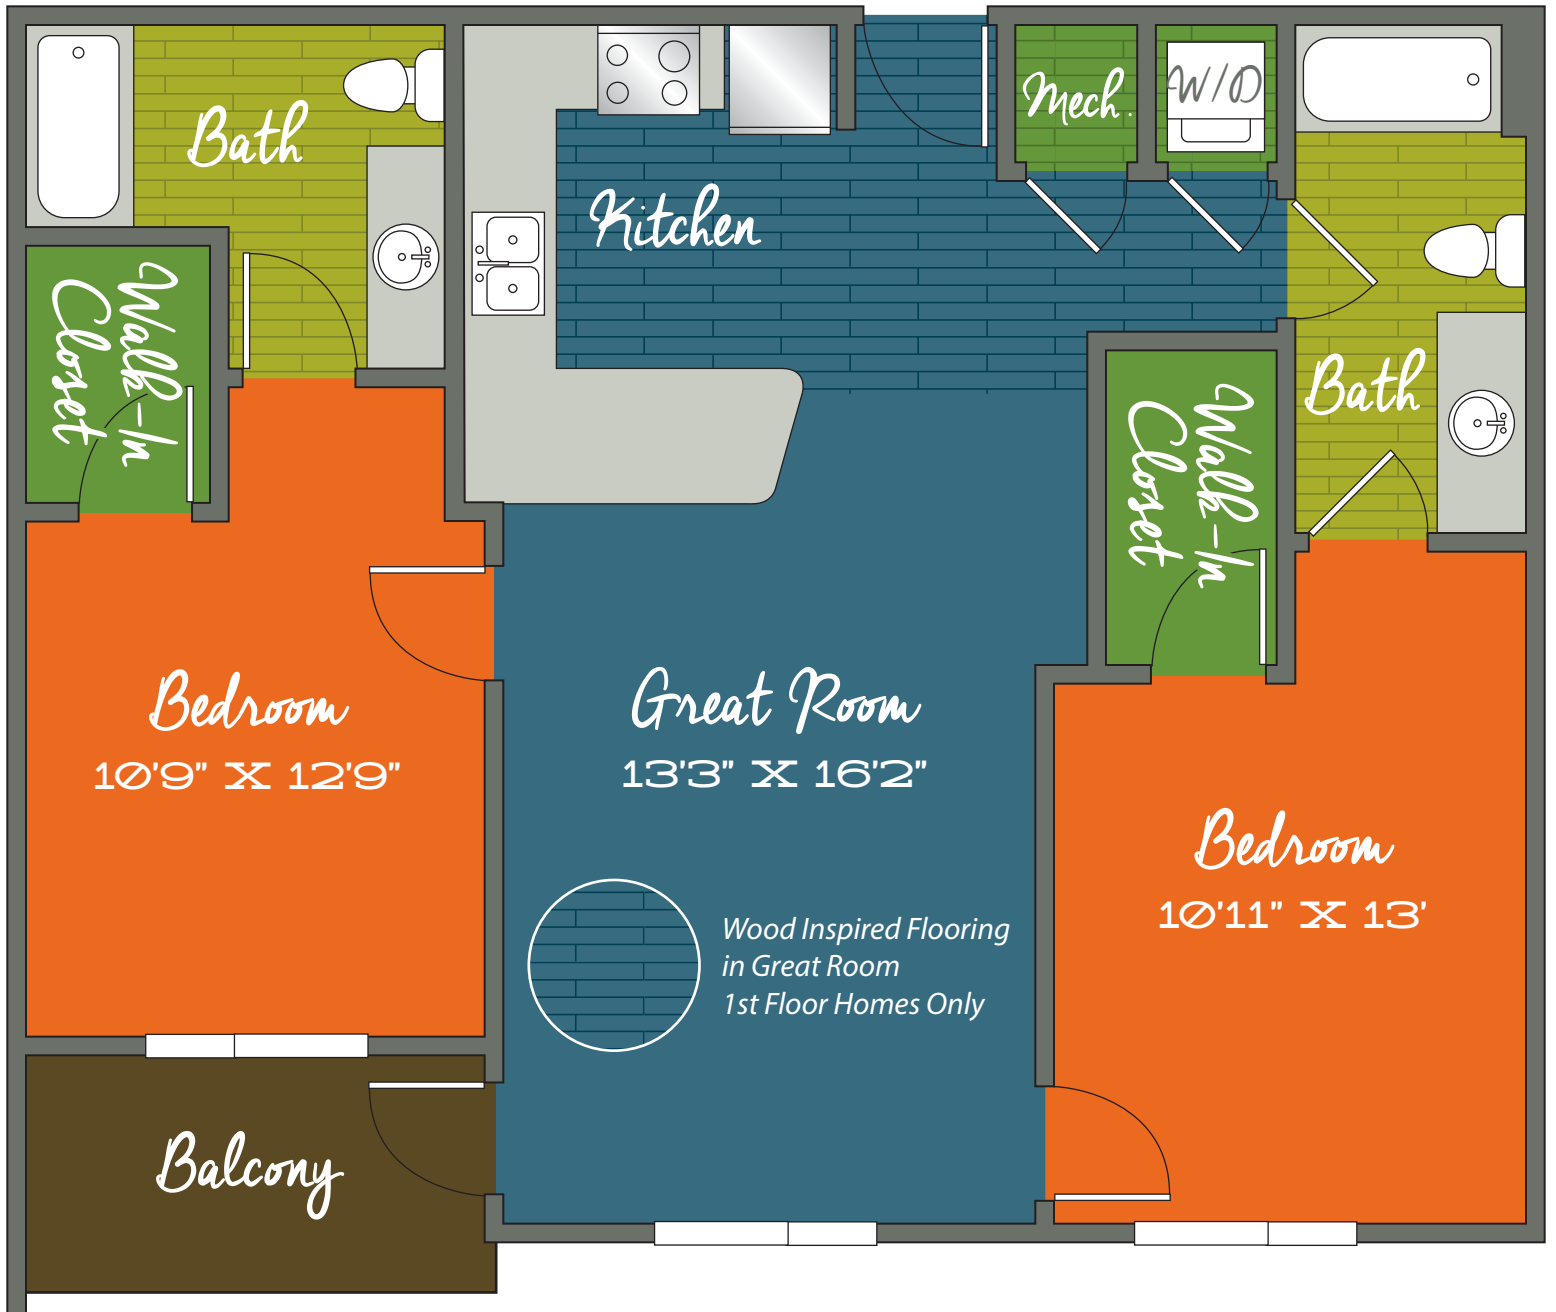 Mech.
W/D
Bath
Kitchen
Walk-In
Closet
Bath
Walk-In
Closet
Bedroom
10'9" X 12'9"
Great Room
13'3" X 16'2"
Bedroom
10'11" X 13'
Wood Inspired Flooring
in Great Room
1st Floor Homes Only
Balcony